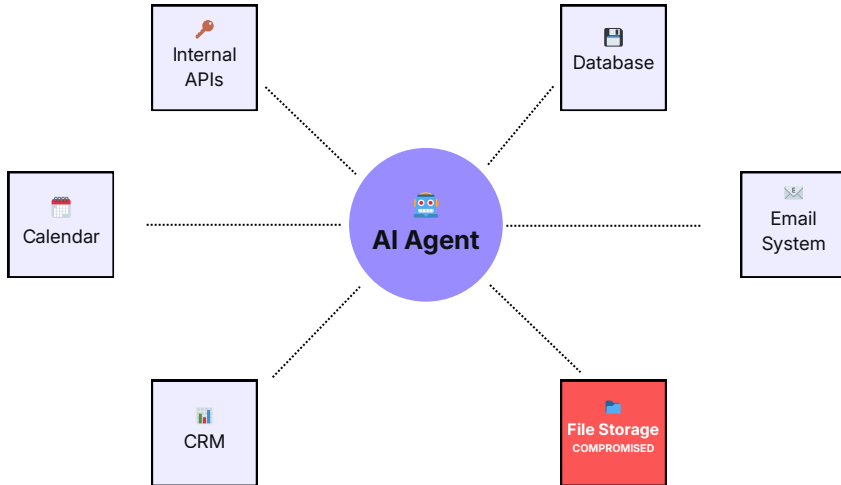 Internal
APIs
Database
Calendar
AI Agent
Email
System
CRM
File Storage
COMPROMISED